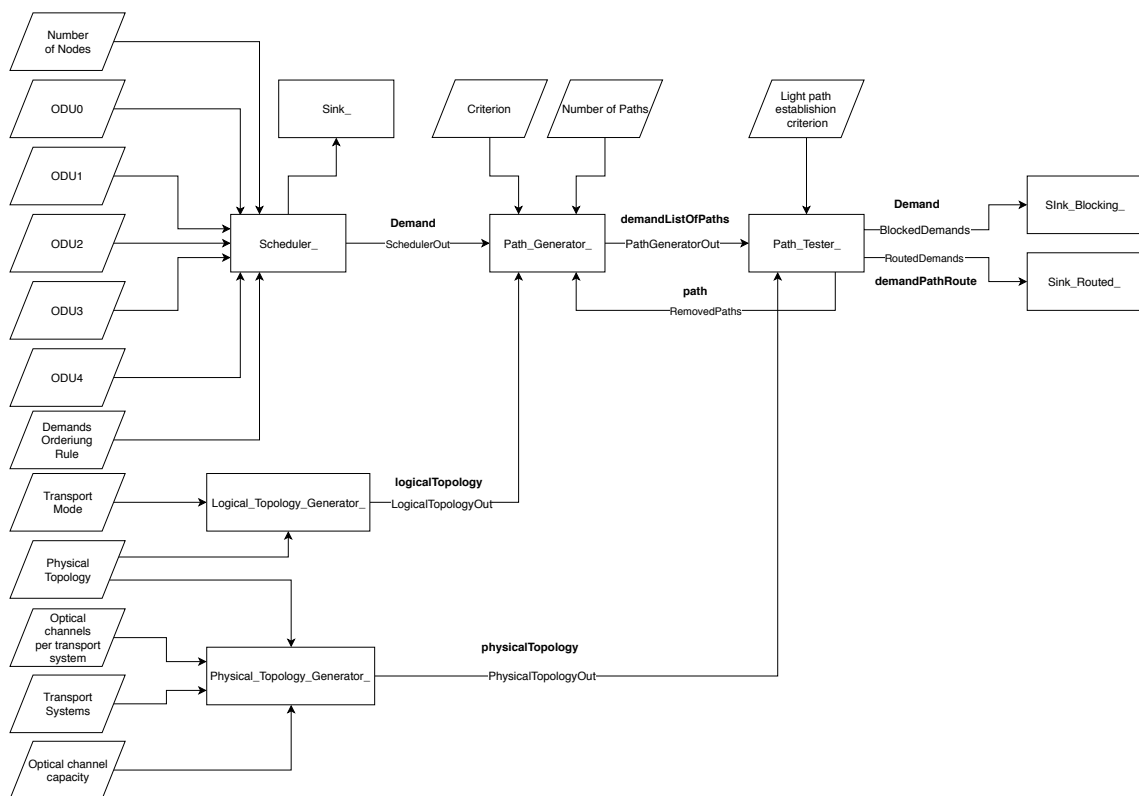 Number
of Nodes
ODU0
Sink_
Criterion
Number of Paths
Light path
establishion
criterion
ODU1
ODU2
Scheduler_
Demand
SchedulerOut
Path_Generator_
demandListOfPaths
PathGeneratorOut
Path_Tester_
Demand
BlockedDemands
SInk_Blocking_
RoutedDemands
demandPathRoute
Sink_Routed_
path
RemovedPaths
ODU3
ODU4
Demands
Orderiung
Rule
Transport
Mode
Logical_Topology_Generator_
logicalTopology
LogicalTopologyOut
Physical
Topology
Optical
channels
per transport
system
Physical_Topology_Generator_
physicalTopology
PhysicalTopologyOut
Transport
Systems
Optical channel
capacity